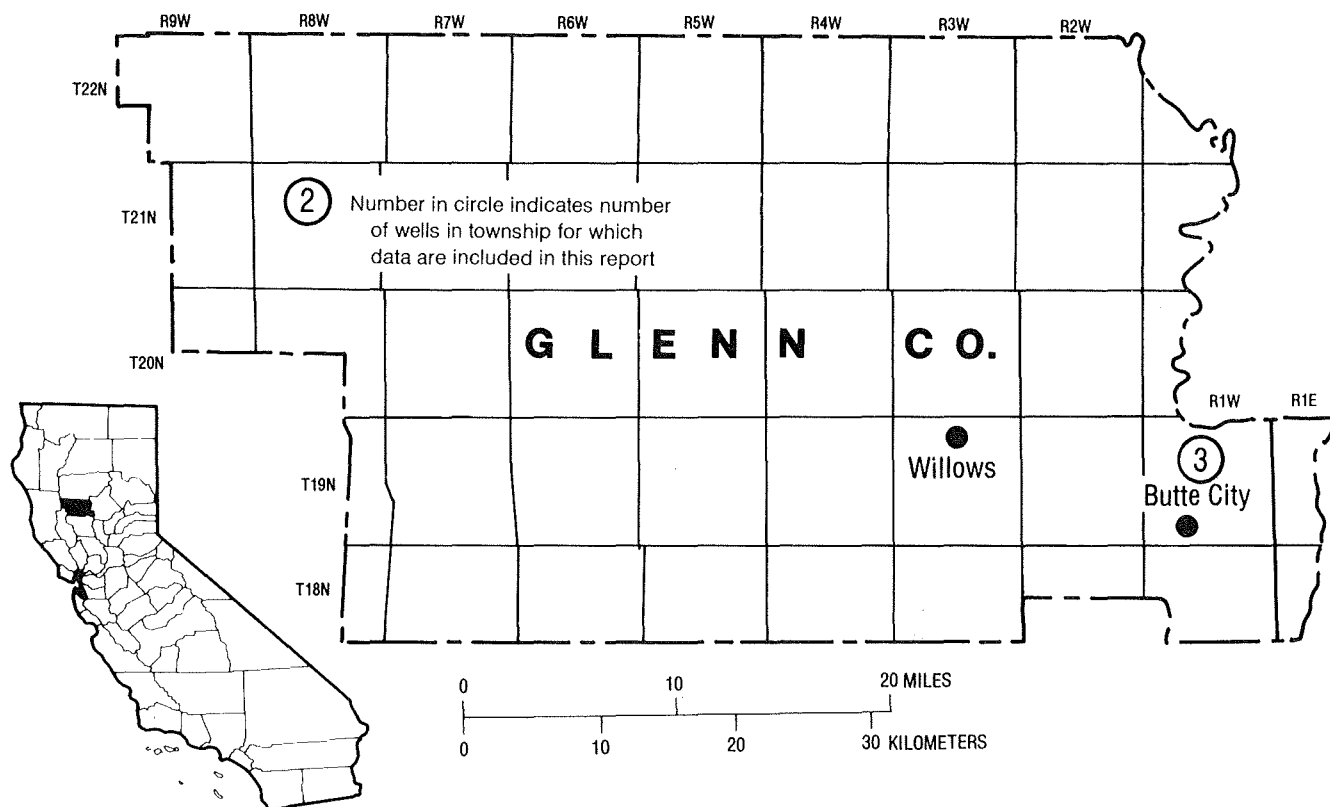 R9W R8W R7W R6W R5W R4W R3W R2W
T22N
T21N
2
Number in circle indicates number
of wells in township for which
data are included in this report
GLENN CO.
T20N
R1W R1E
3
Willows
T19N
Butte City
T18N
0 10 20 MILES
0 10 20 30 KILOMETERS